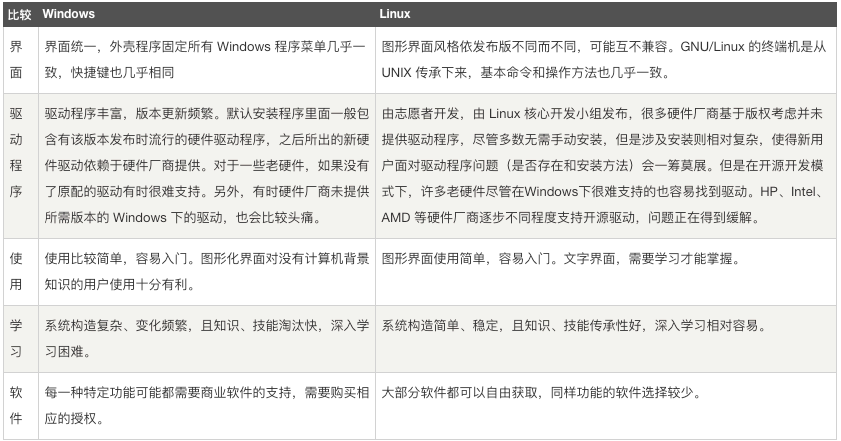 比较 Windows Linux
界面
界面统一，外壳程序固定所有 Windows 程序菜单几乎一
致，快捷键也几乎相同
图形界面风格依发布版不同而不同，可能互不兼容。GNU/Linux 的终端机是从
UNIX 传承下来，基本命令和操作方法也几乎一致。
驱动程序
驱动程序丰富，版本更新频繁。默认安装程序里面一般包
含有该版本发布时流行的硬件驱动程序，之后所出的新硬
件驱动依赖于硬件厂商提供。对于一些老硬件，如果没有
了原配的驱动有时很难支持。另外，有时硬件厂商未提供
所需版本的 Windows 下的驱动，也会比较头痛。
由志愿者开发，由 Linux 核心开发小组发布，很多硬件厂商基于版权考虑并未
提供驱动程序，尽管多数无需手动安装，但是涉及安装则相对复杂，使得新用
户面对驱动程序问题（是否存在和安装方法）会一筹莫展。但是在开源开发模
式下，许多老硬件尽管在Windows下很难支持的也容易找到驱动。HP、Intel、
AMD 等硬件厂商逐步不同程度支持开源驱动，问题正在得到缓解。
使用
使用比较简单，容易入门。图形化界面对没有计算机背景
知识的用户使用十分有利。
图形界面使用简单，容易入门。文字界面，需要学习才能掌握。
学习
系统构造复杂、变化频繁，且知识、技能淘汰快，深入学
习困难。
系统构造简单、稳定，且知识、技能传承性好，深入学习相对容易。
软件
每一种特定功能可能都需要商业软件的支持，需要购买相
应的授权。
大部分软件都可以自由获取，同样功能的软件选择较少。